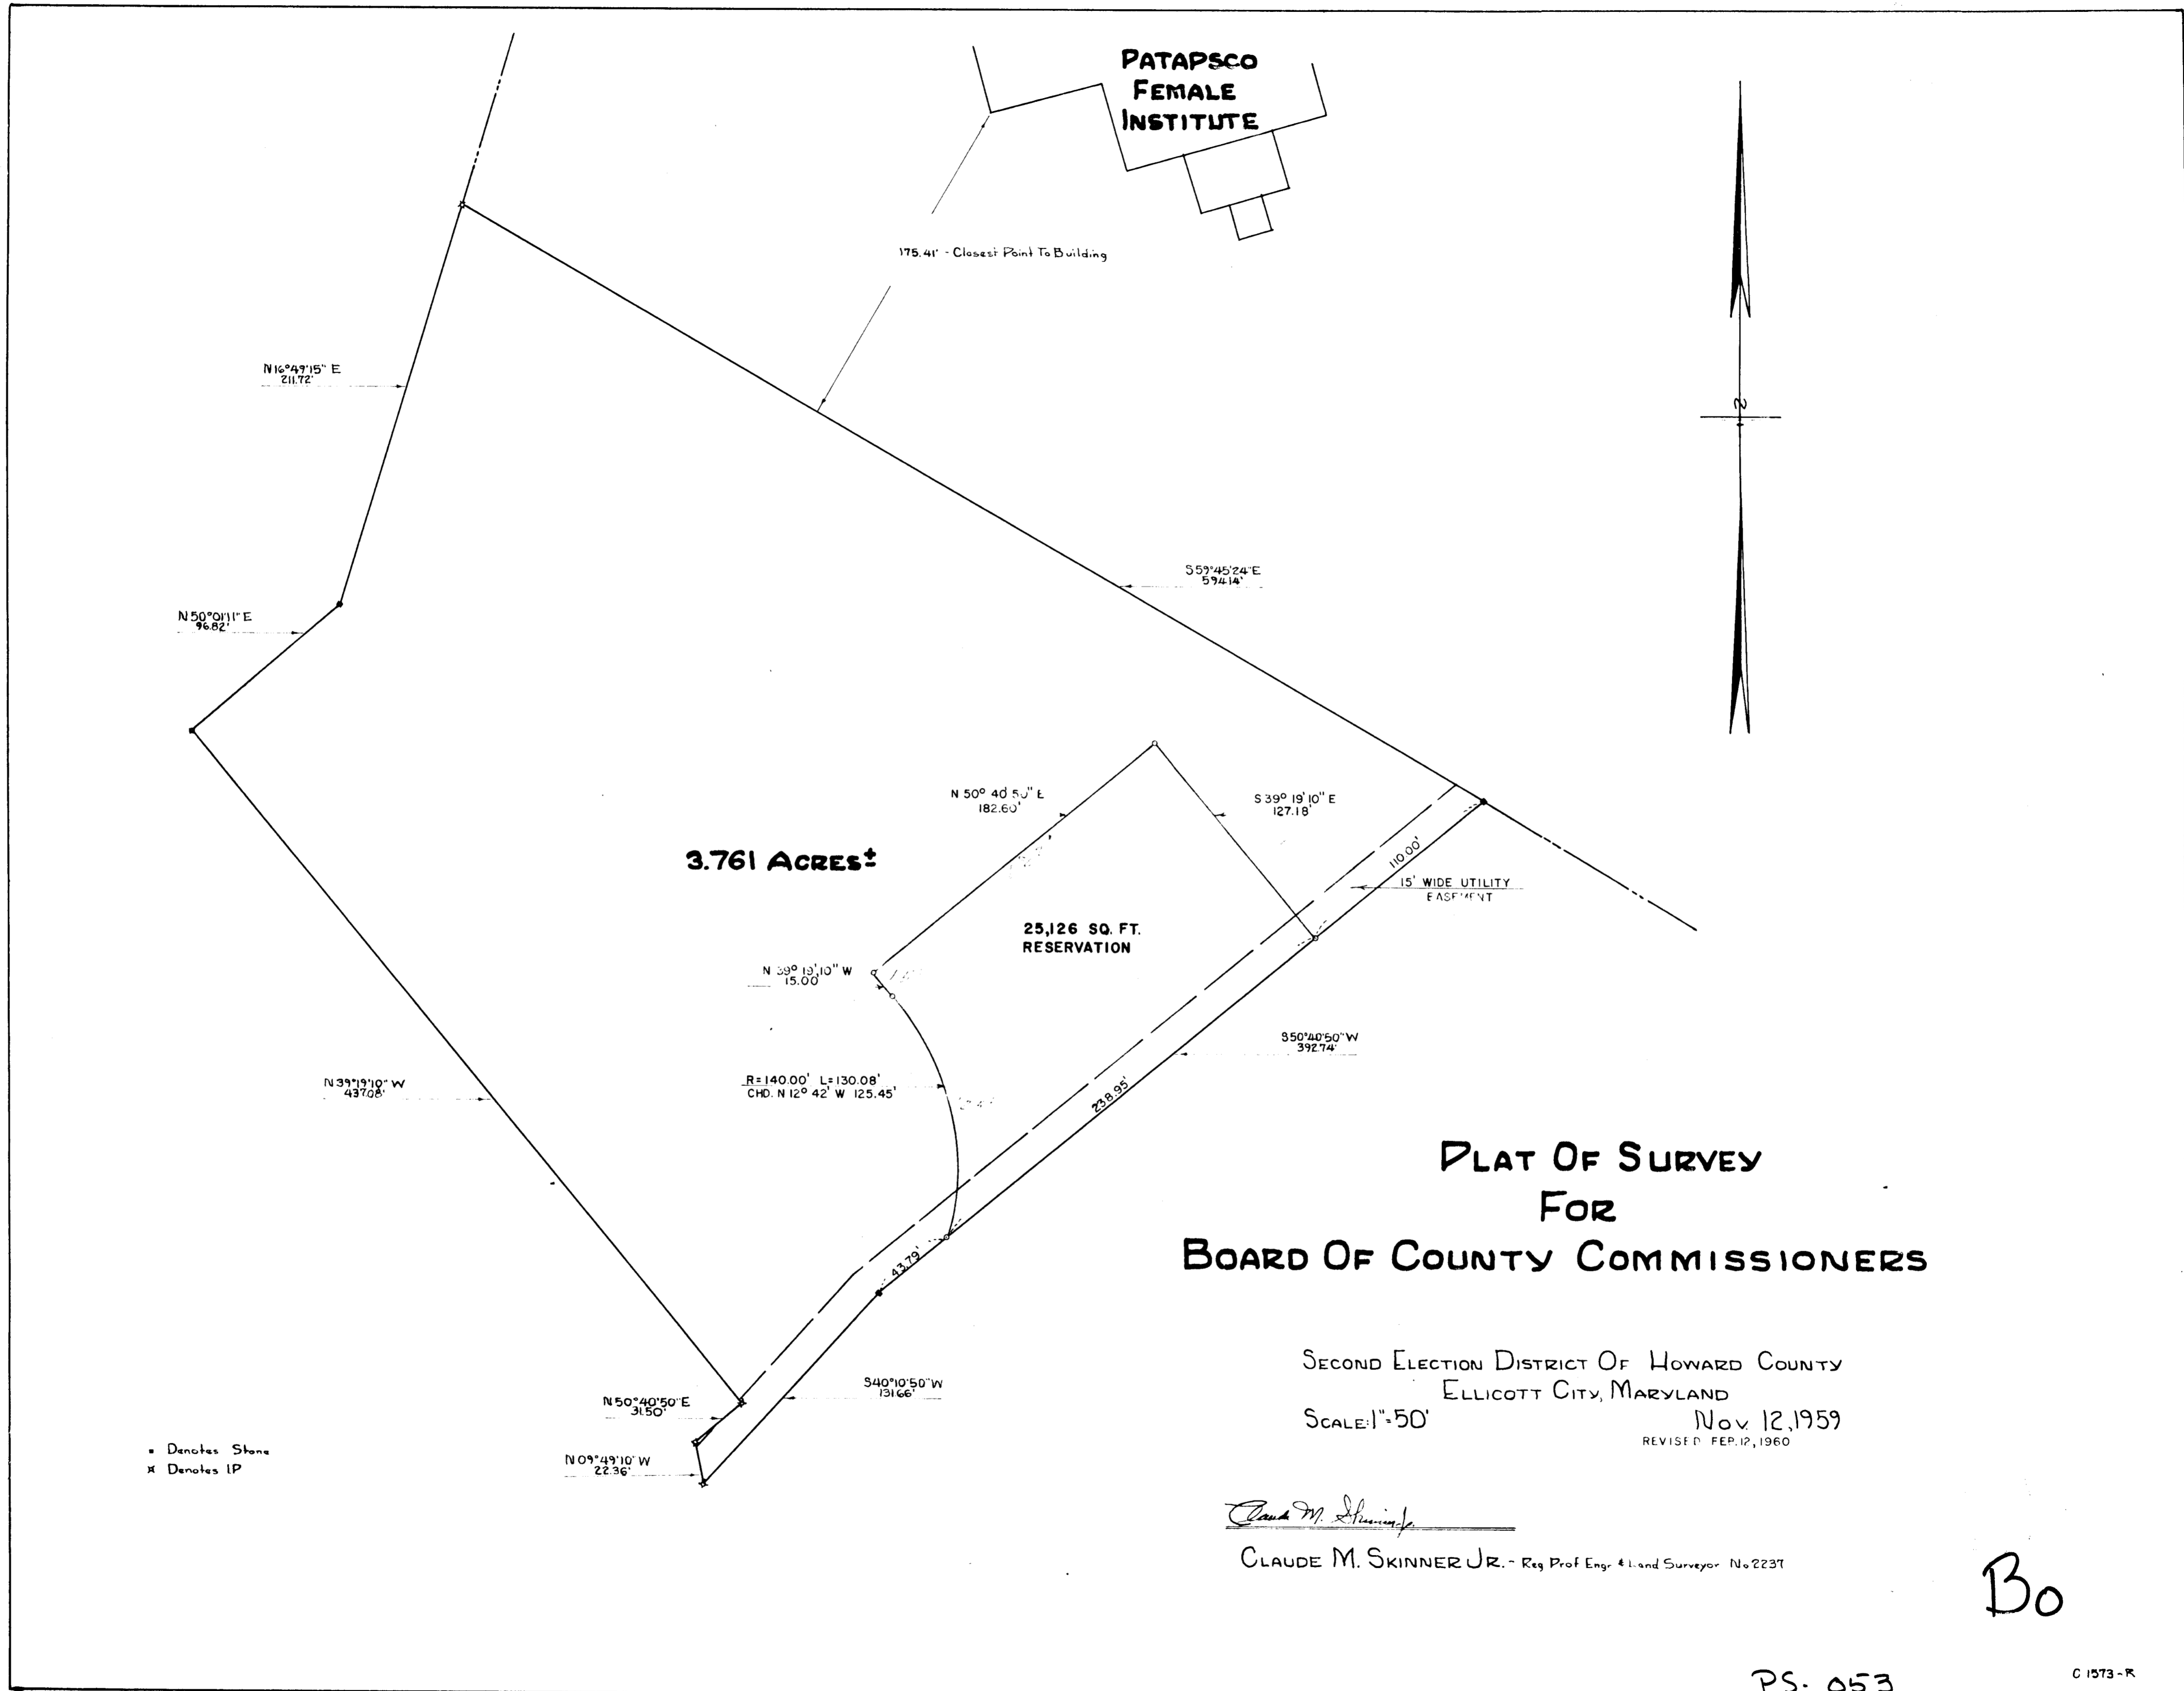 PATAPSCO
FEMALE
INSTITUTE
175.41' - Closest Point To Building
N
N16°49'15" E
211.72'
S59°45'24"E
594.14'
N50°01'11"E
96.82'
N 50° 40' 50" E
182.60'
S 39° 19' 10" E
127.18'
3.761 ACRES±
110.00'
15' WIDE UTILITY
EASEMENT
25,126 SQ. FT.
RESERVATION
N 39° 19' 10" W
15.00'
S50°40'50"W
392.74'
N39°19'10"W
437.08'
R=140.00' L=130.08'
CHD. N 12° 42' W 125.45'
238.95'
43.79'
PLAT OF SURVEY
FOR
BOARD OF COUNTY COMMISSIONERS
SECOND ELECTION DISTRICT OF HOWARD COUNTY
ELLICOTT CITY, MARYLAND
SCALE: 1"=50' NOV. 12, 1959
REVISED FEB. 12, 1960
N50°40'50"E
31.50'
S40°10'50"W
131.66'
N09°49'10"W
22.36'
▪ Denotes Stone
¤ Denotes IP
Claude M. Skinner Jr.
CLAUDE M. SKINNER JR. - Reg Prof Engr & Land Surveyor No 2237
Bo
PS. 053
C 1573-R